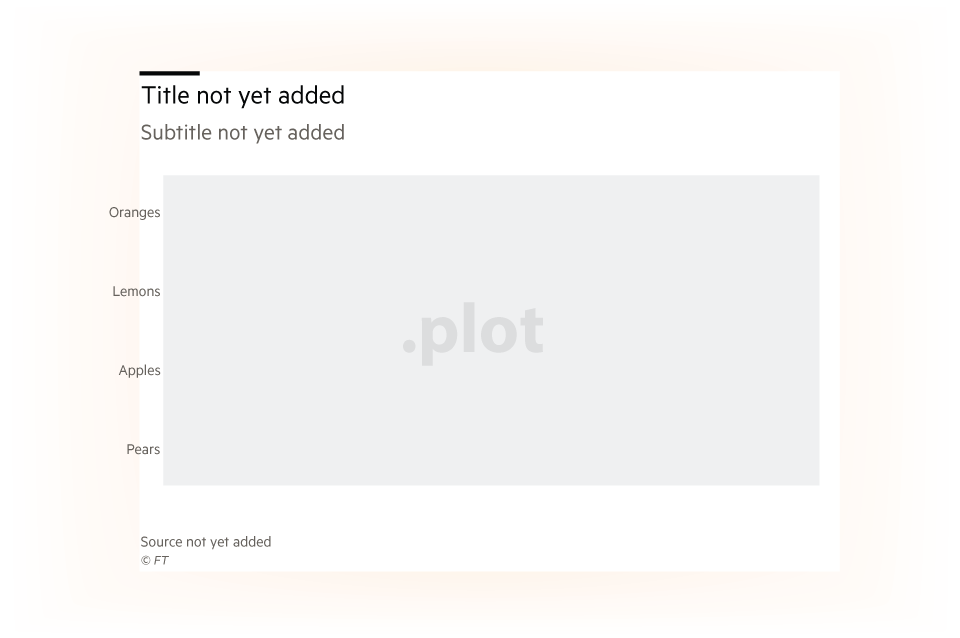 Title not yet added
Subtitle not yet added
Oranges
Lemons
.plot
Apples
Pears
Source not yet added
© FT